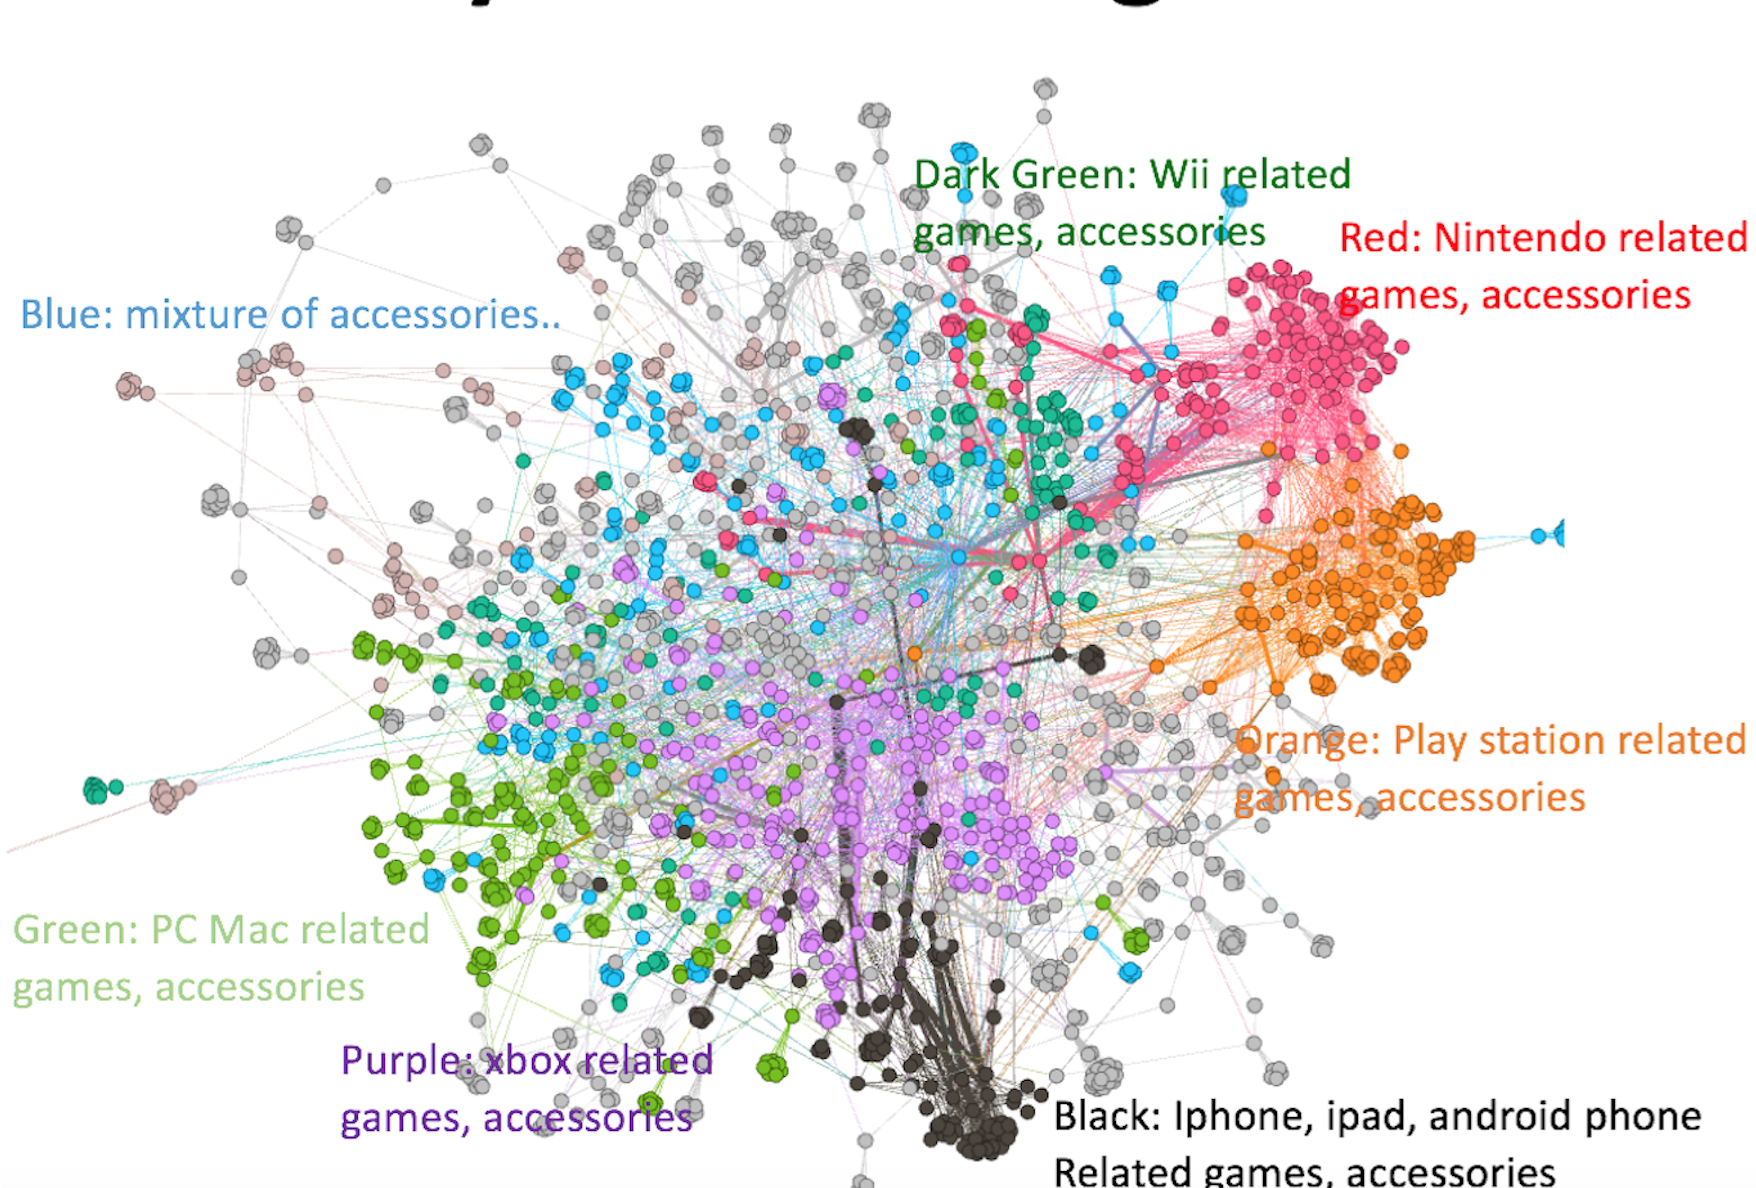 Dark Green: Wii related
games, accessories
Red: Nintendo related
games, accessories
Blue: mixture of accessories..
Orange: Play station related
games, accessories
Green: PC Mac related
games, accessories
Purple: xbox related
games, accessories
Black: Iphone, ipad, android phone
Related games, accessories